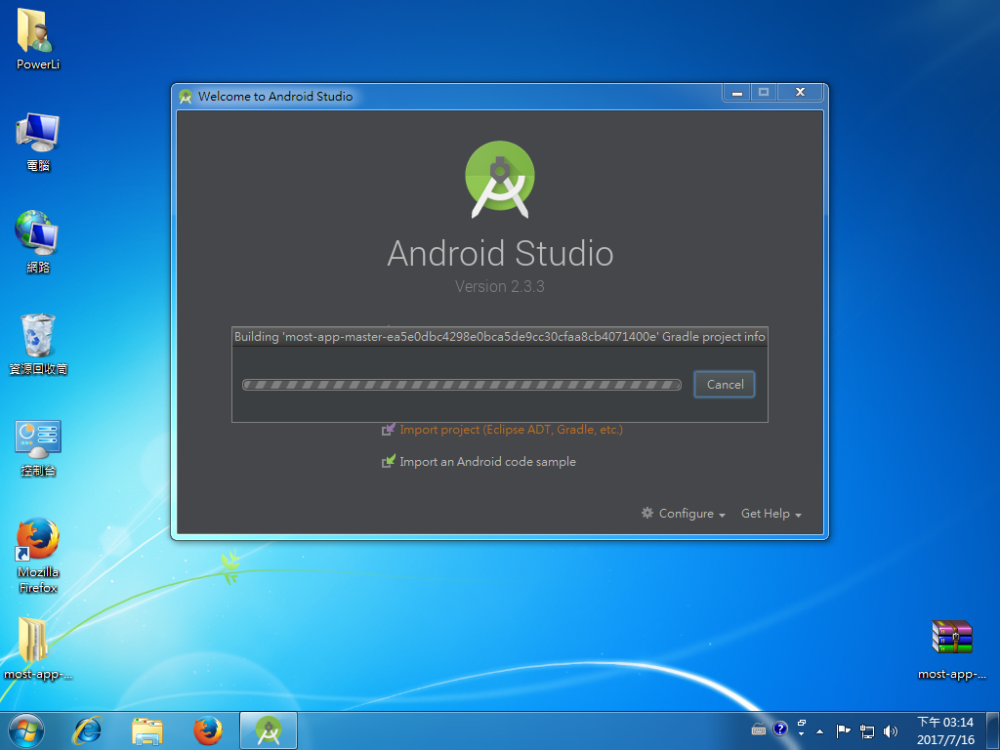 PowerLi
電腦
網路
資源回收筒
控制台
Mozilla
Firefox
most-app-...
Welcome to Android Studio
Android Studio
Version 2.3.3
Building 'most-app-master-ea5e0dbc4298e0bca5de9cc30cfaa8cb4071400e' Gradle project info
Cancel
Import project (Eclipse ADT, Gradle, etc.)
Import an Android code sample
Configure
Get Help
most-app-...
下午 03:14
2017/7/16